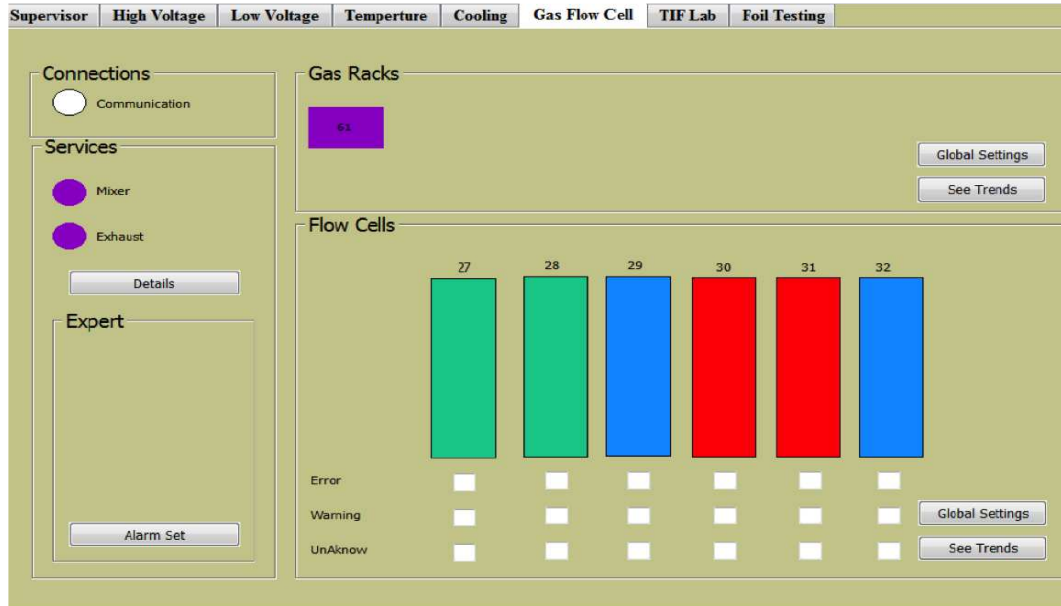 Supervisor High Voltage Low Voltage Temperture Cooling Gas Flow Cell TIF Lab Foil Testing
Connections
Communication
Services
Mixer
Exhaust
Details
Expert
Alarm Set
Gas Racks
61
Global Settings
See Trends
Flow Cells
27 28 29 30 31 32
Error
Warning
UnAknow
Global Settings
See Trends